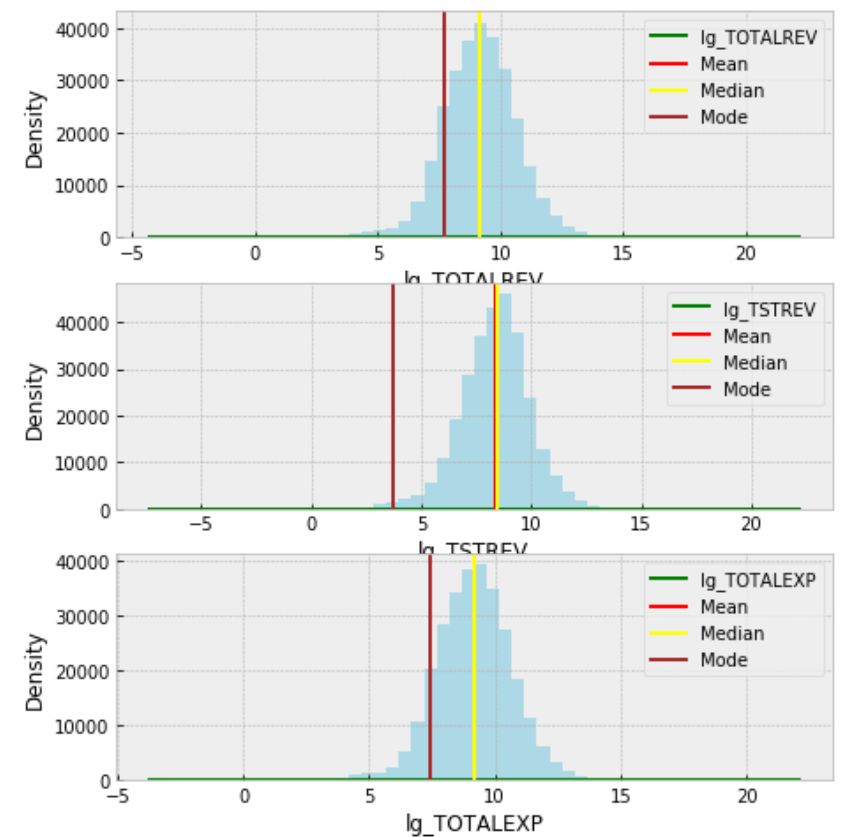 40000
30000
20000
10000
0
Density
−5 0 5 10 15 20
lg_TOTALREV
lg_TOTALREV
Mean
Median
Mode
40000
30000
20000
10000
0
Density
−5 0 5 10 15 20
lg_TSTREV
lg_TSTREV
Mean
Median
Mode
40000
30000
20000
10000
0
Density
−5 0 5 10 15 20
lg_TOTALEXP
lg_TOTALEXP
Mean
Median
Mode